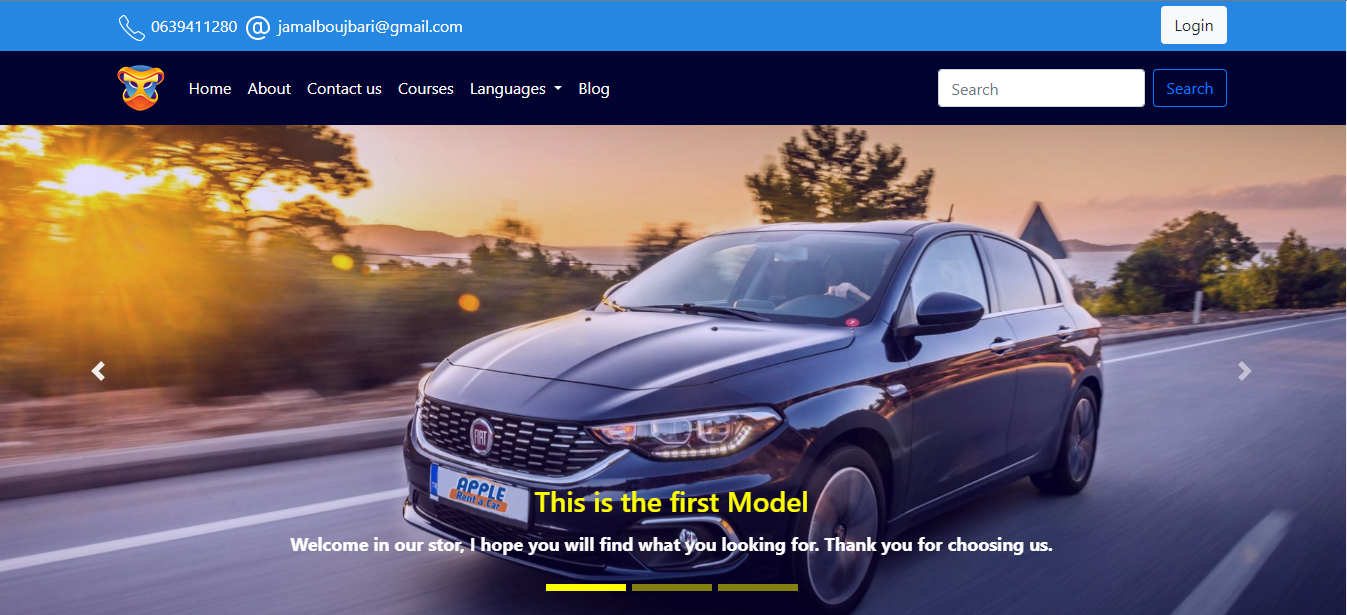 0639411280 @ jamalboujbari@gmail.com
Login
Home About Contact us Courses Languages Blog
Search Search
FIAT
APPLE
Rent a Car
This is the first Model
Welcome in our stor, I hope you will find what you looking for. Thank you for choosing us.